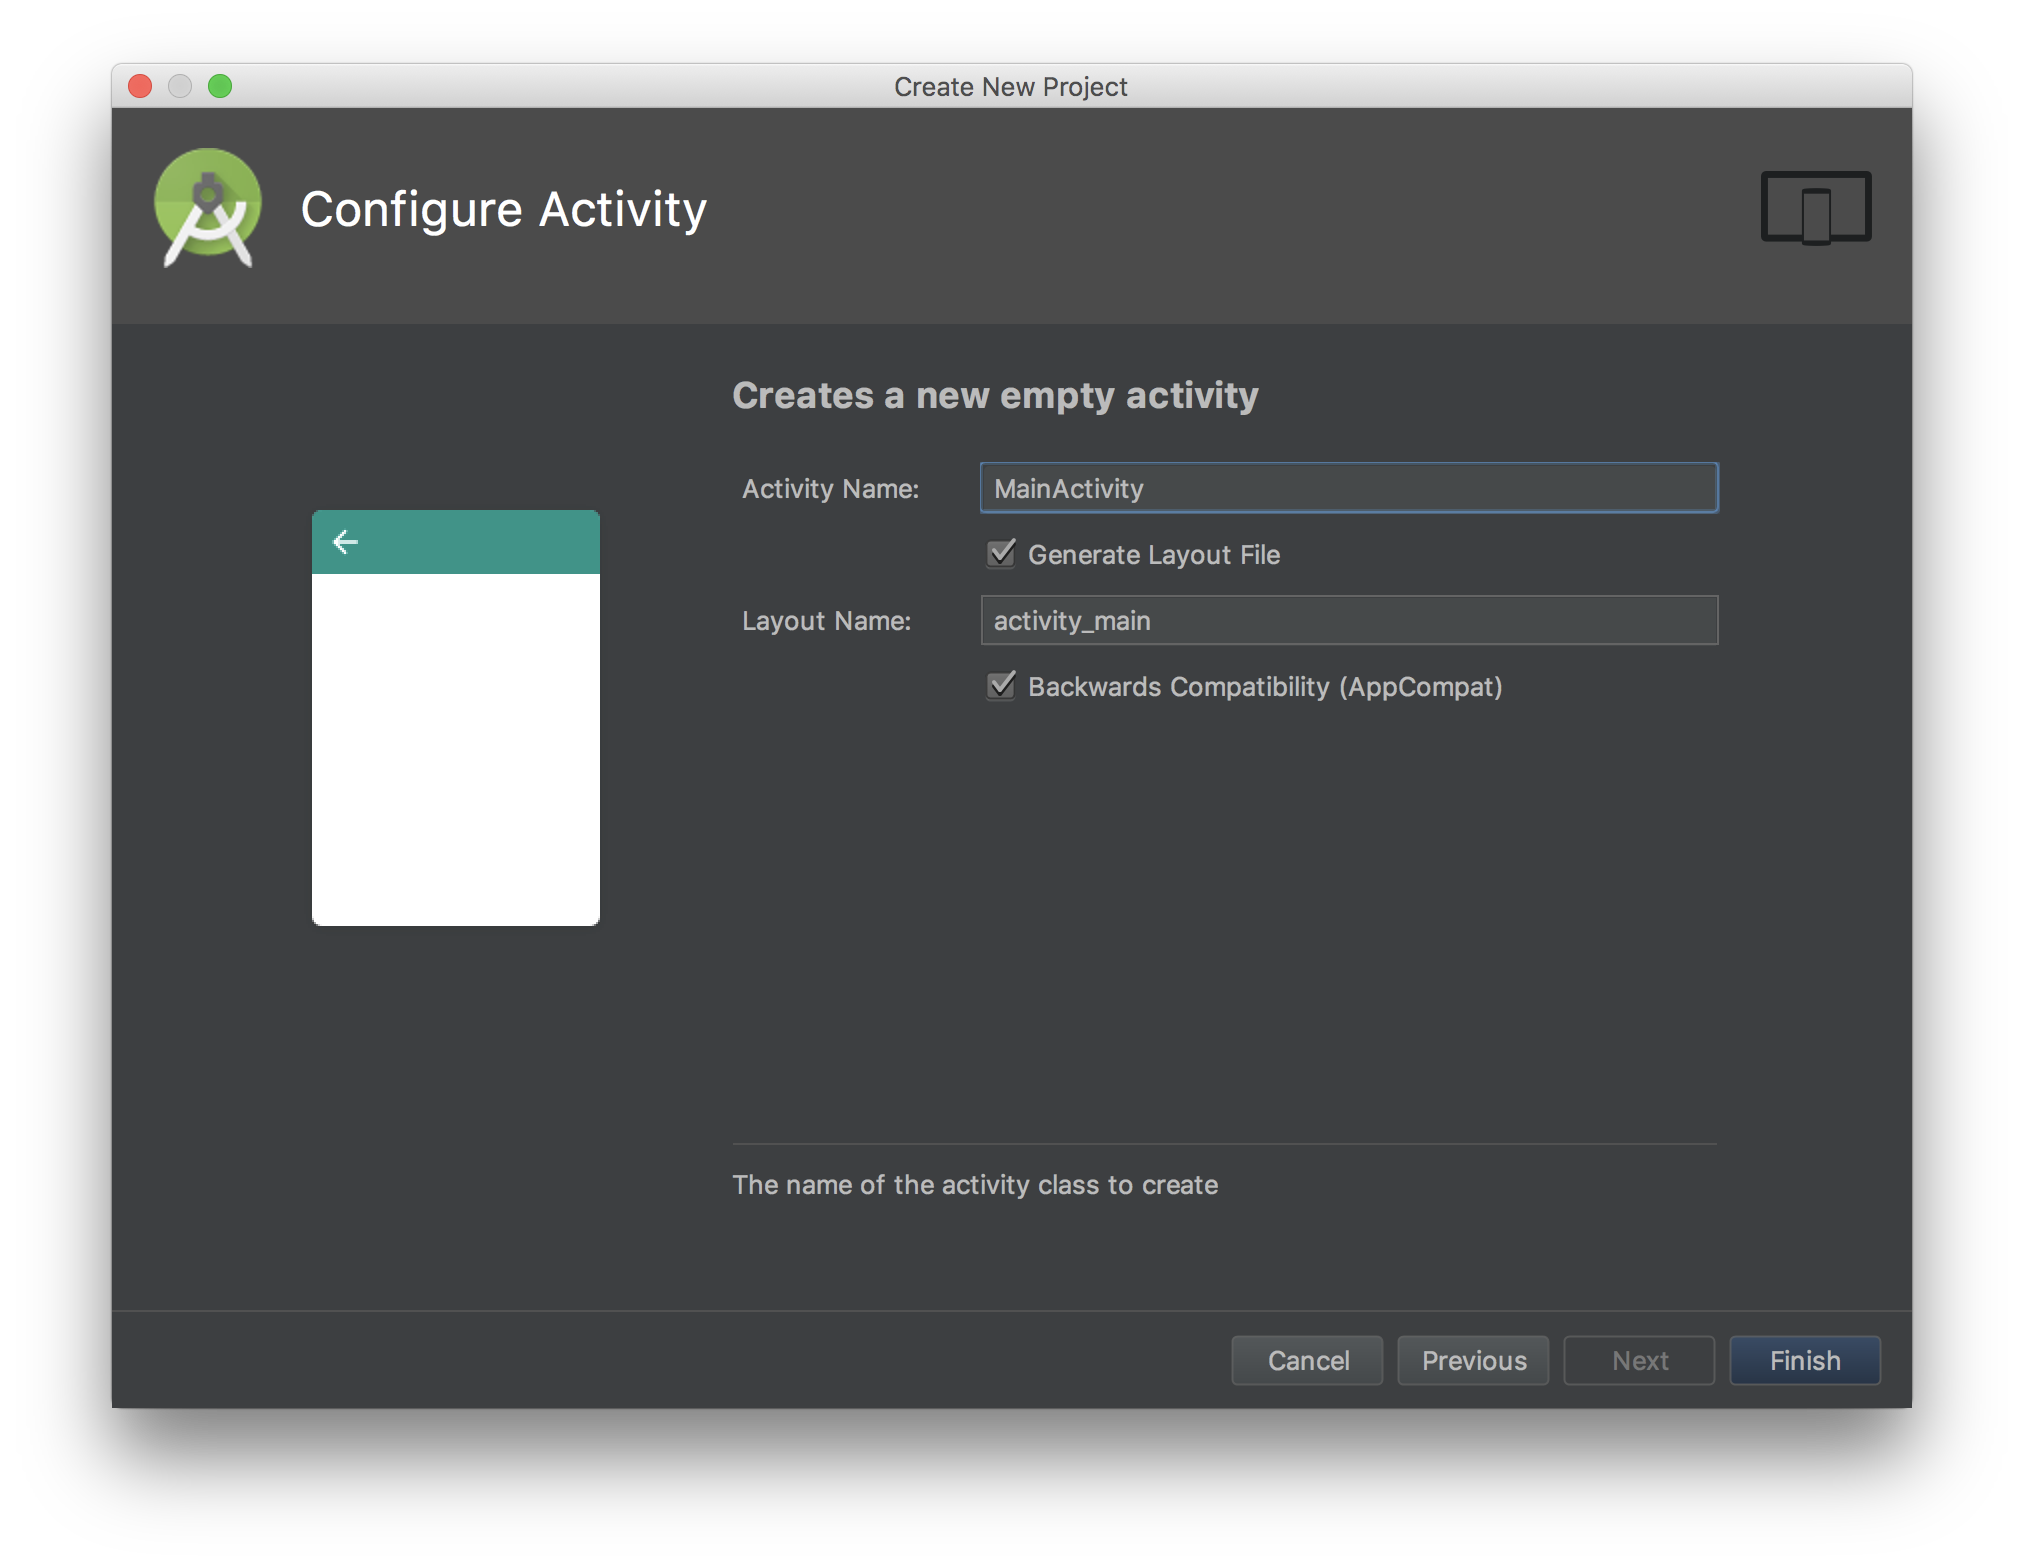 Create New Project
Configure Activity
Creates a new empty activity
Activity Name: MainActivity
Generate Layout File
Layout Name: activity_main
Backwards Compatibility (AppCompat)
The name of the activity class to create
Cancel Previous Next Finish